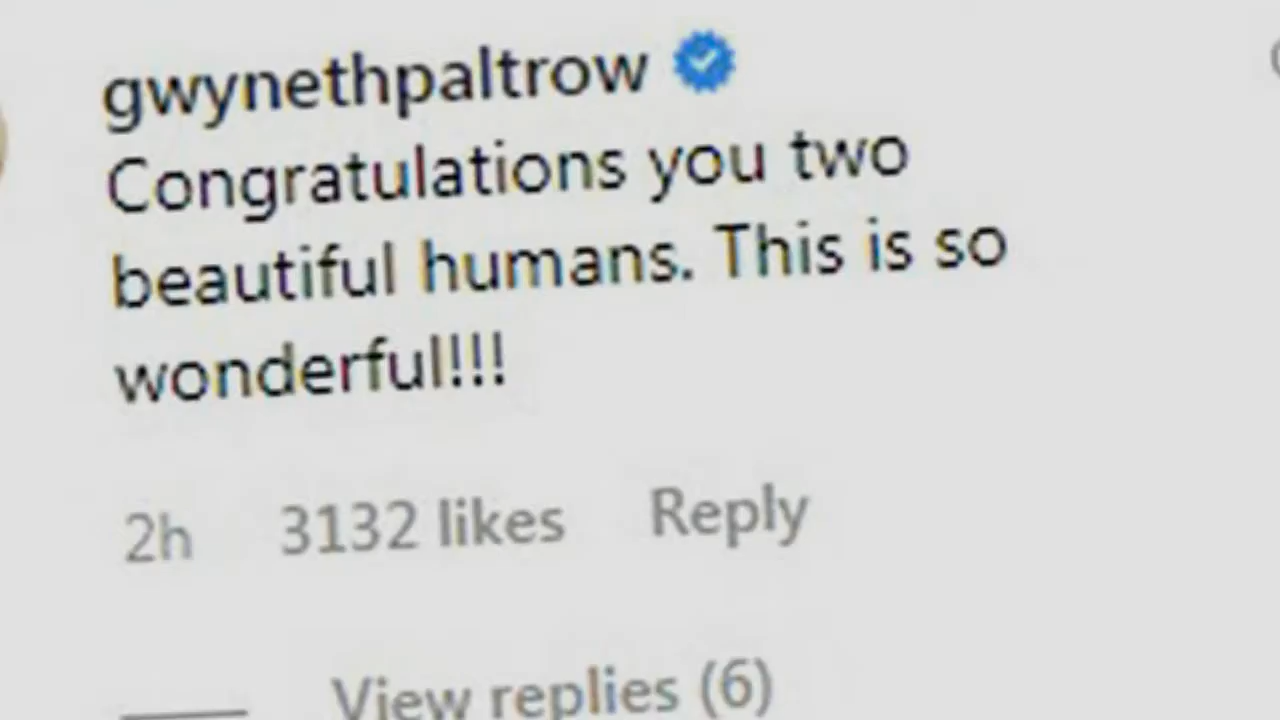 gwynethpaltrow
Congratulations you two
beautiful humans. This is so
wonderful!!!
2h 3132 likes Reply
View replies (6)